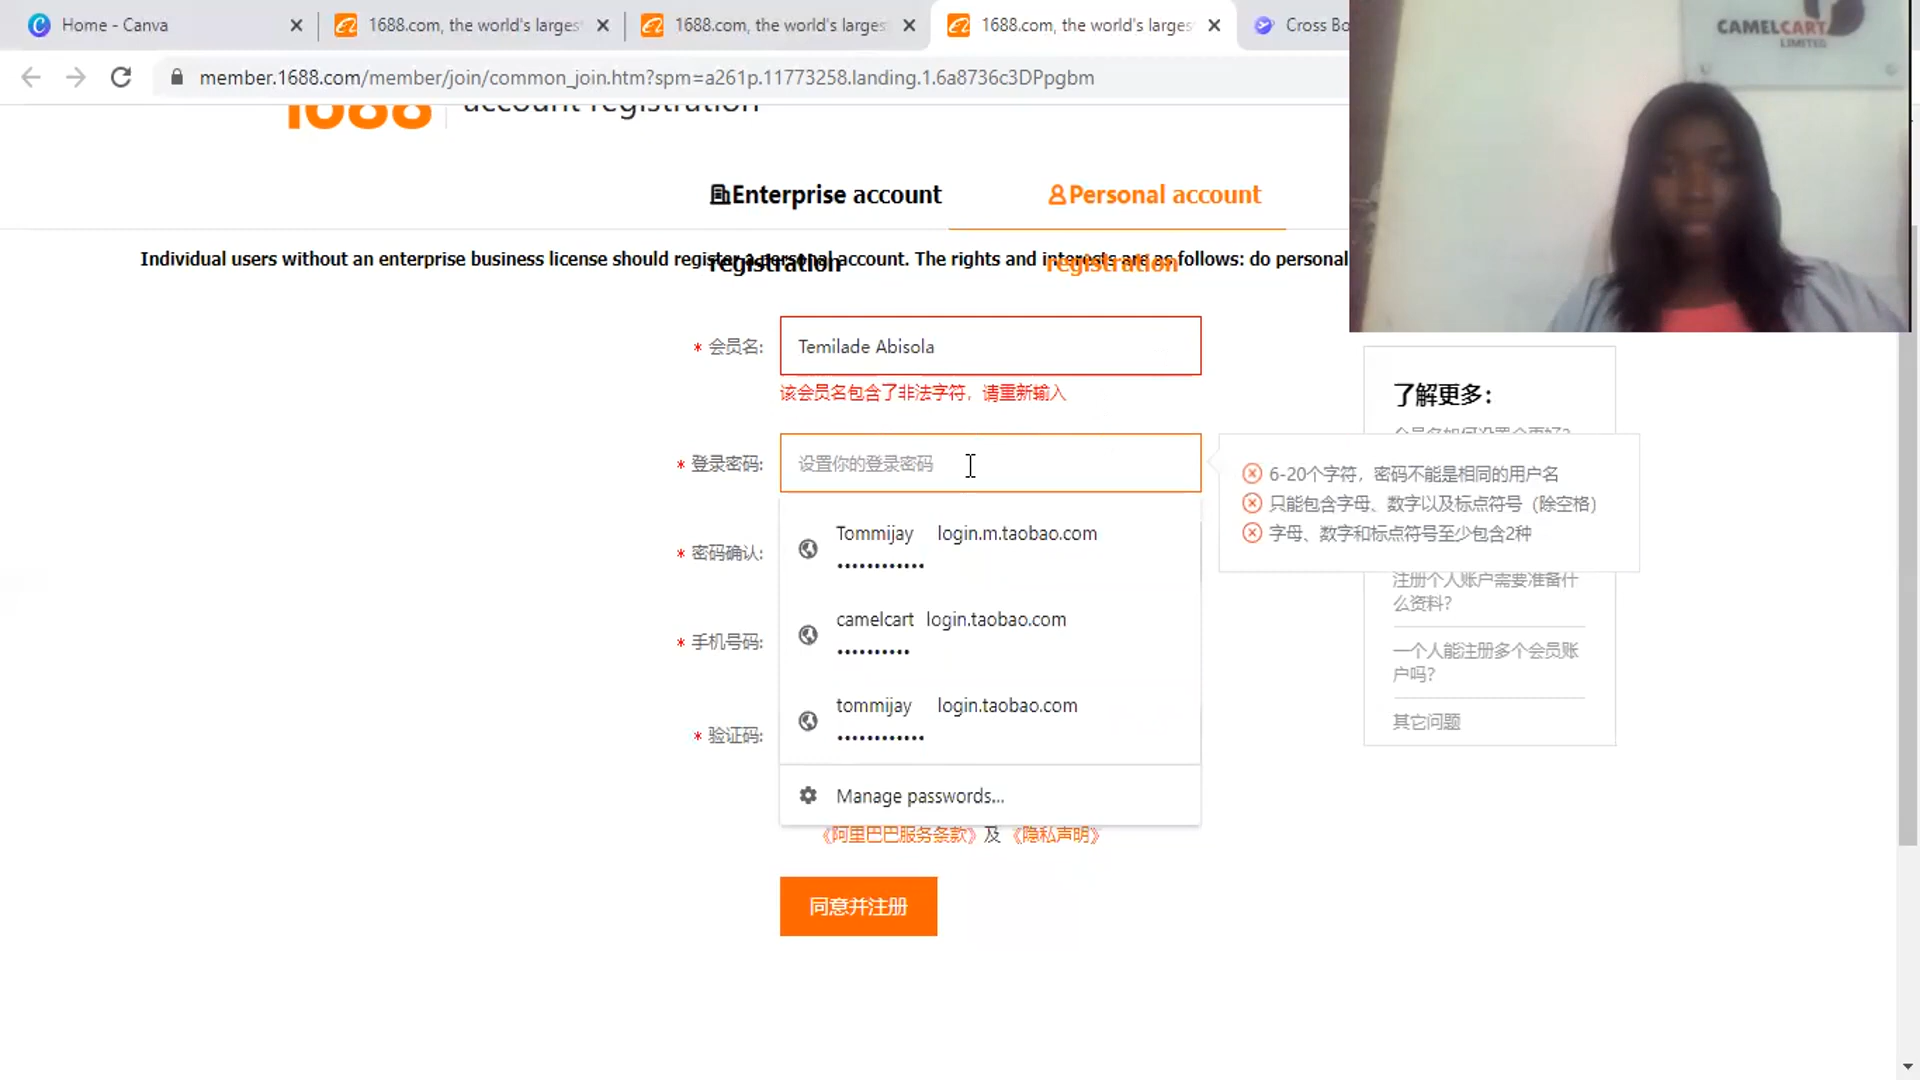 Home - Canva
1688.com, the world's larges
1688.com, the world's larges
1688.com, the world's larges
Cross Bo
CAMELCART
LIMITED
member.1688.com/member/join/common_join.htm?spm=a261p.11773258.landing.1.6a8736c3DPpgbm
1688 account registration
Enterprise account registration
Personal account registration
Individual users without an enterprise business license should register a personal account. The rights and interests are as follows: do personal
* 会员名:
Temilade Abisola
该会员名包含了非法字符，请重新输入
* 登录密码:
设置你的登录密码
6-20个字符，密码不能是相同的用户名
只能包含字母、数字以及标点符号（除空格）
字母、数字和标点符号至少包含2种
Tommijay login.m.taobao.com
••••••••••••
* 密码确认:
camelcart login.taobao.com
••••••••••
* 手机号码:
tommijay login.taobao.com
••••••••••••
* 验证码:
Manage passwords...
《阿里巴巴服务条款》及《隐私声明》
同意并注册
了解更多：
注册个人账户需要准备什
么资料？
一个人能注册多个会员账
户吗？
其它问题